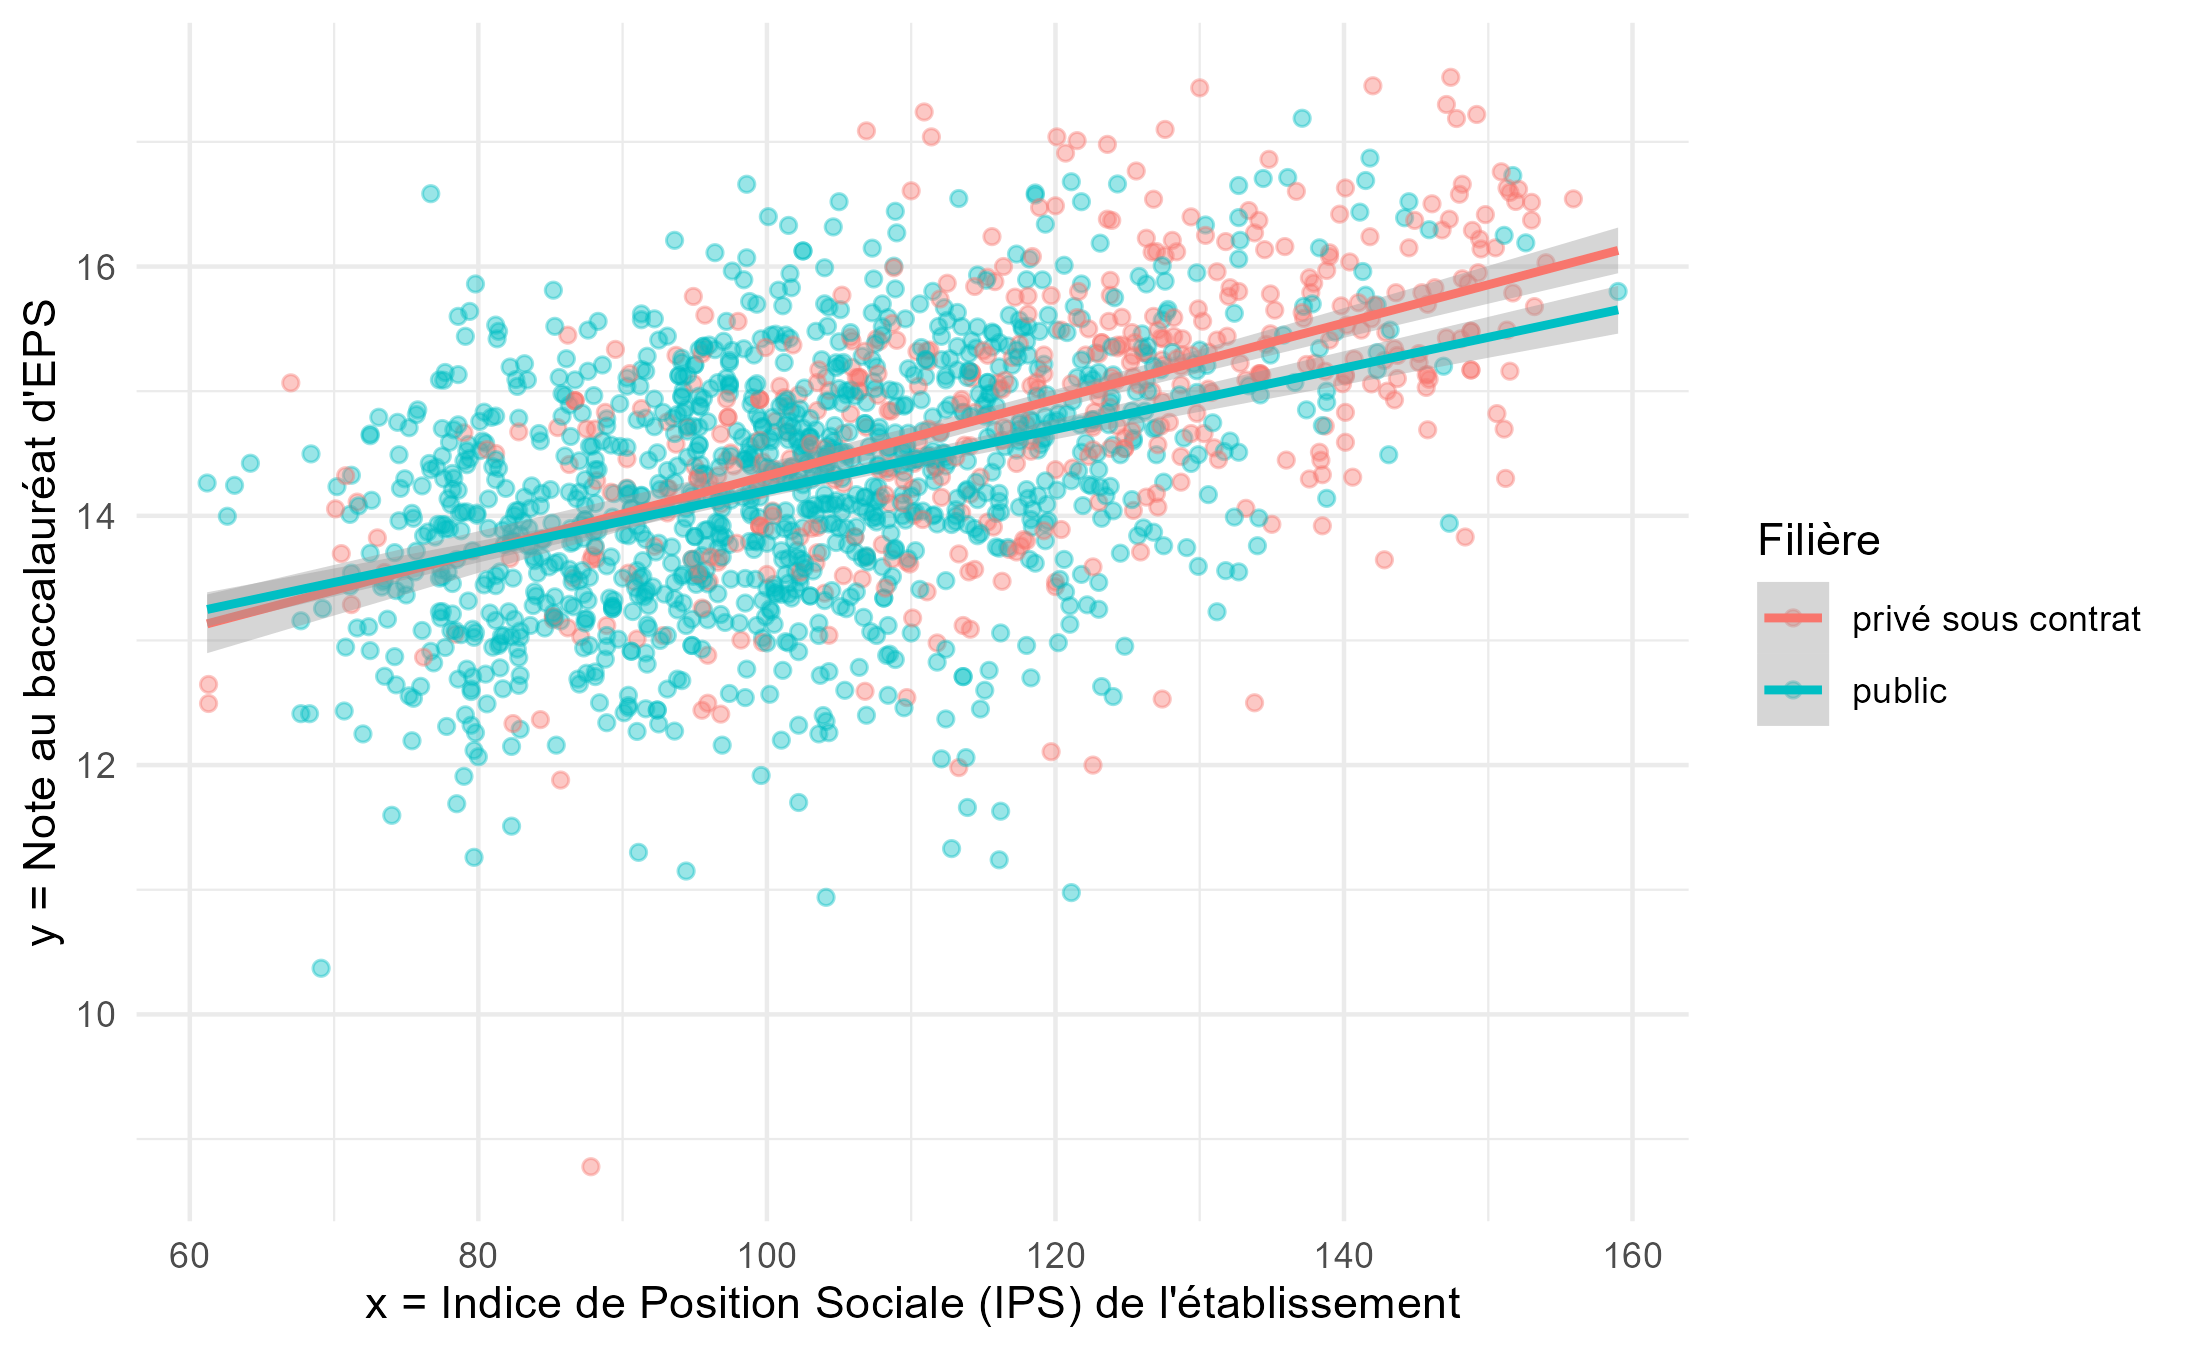 y = Note au baccalauréat d'EPS
16
14
12
10
60 80 100 120 140 160
x = Indice de Position Sociale (IPS) de l'établissement
Filière
privé sous contrat
public